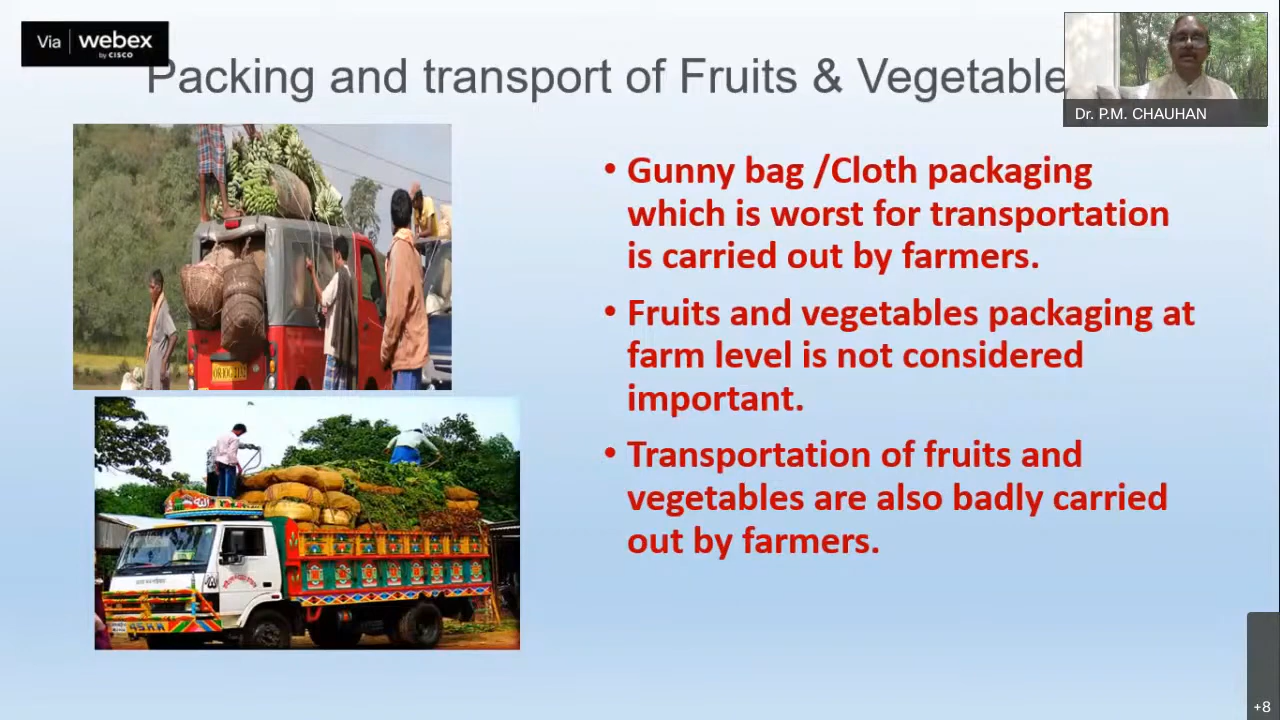 Via webex
by CISCO
Packing and transport of Fruits & Vegetable
Dr. P.M. CHAUHAN
• Gunny bag /Cloth packaging
which is worst for transportation
is carried out by farmers.
• Fruits and vegetables packaging at
farm level is not considered
important.
• Transportation of fruits and
vegetables are also badly carried
out by farmers.
+8